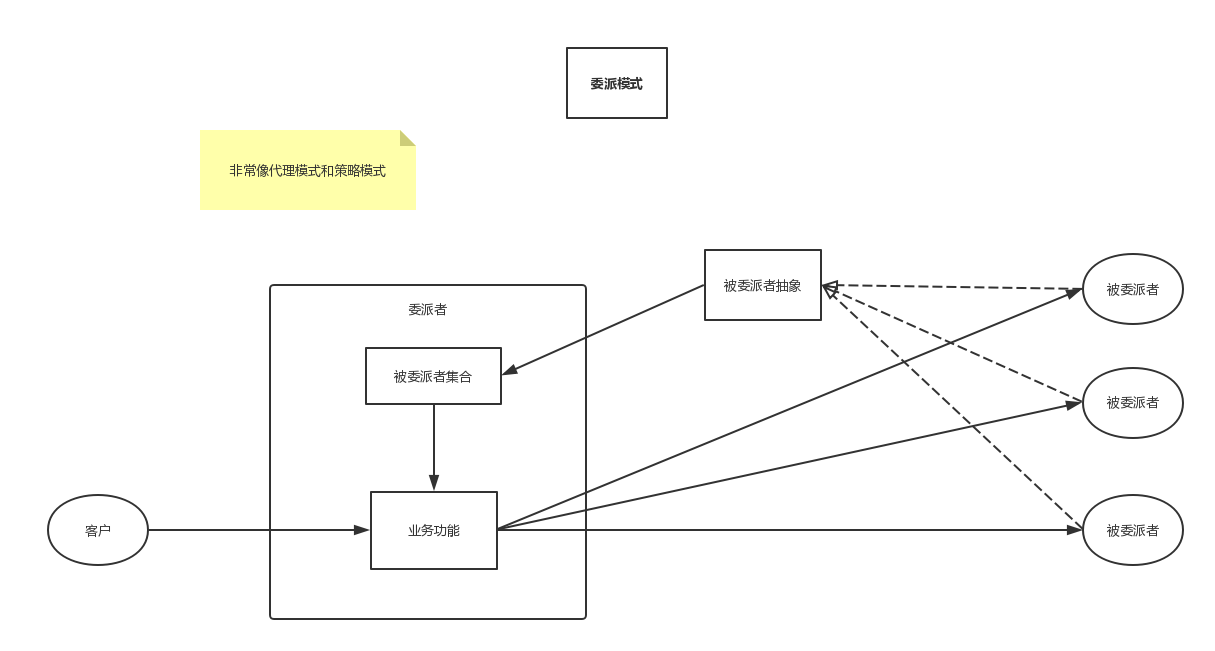 委派模式
非常像代理模式和策略模式
被委派者抽象
被委派者
委派者
被委派者集合
被委派者
客户
业务功能
被委派者